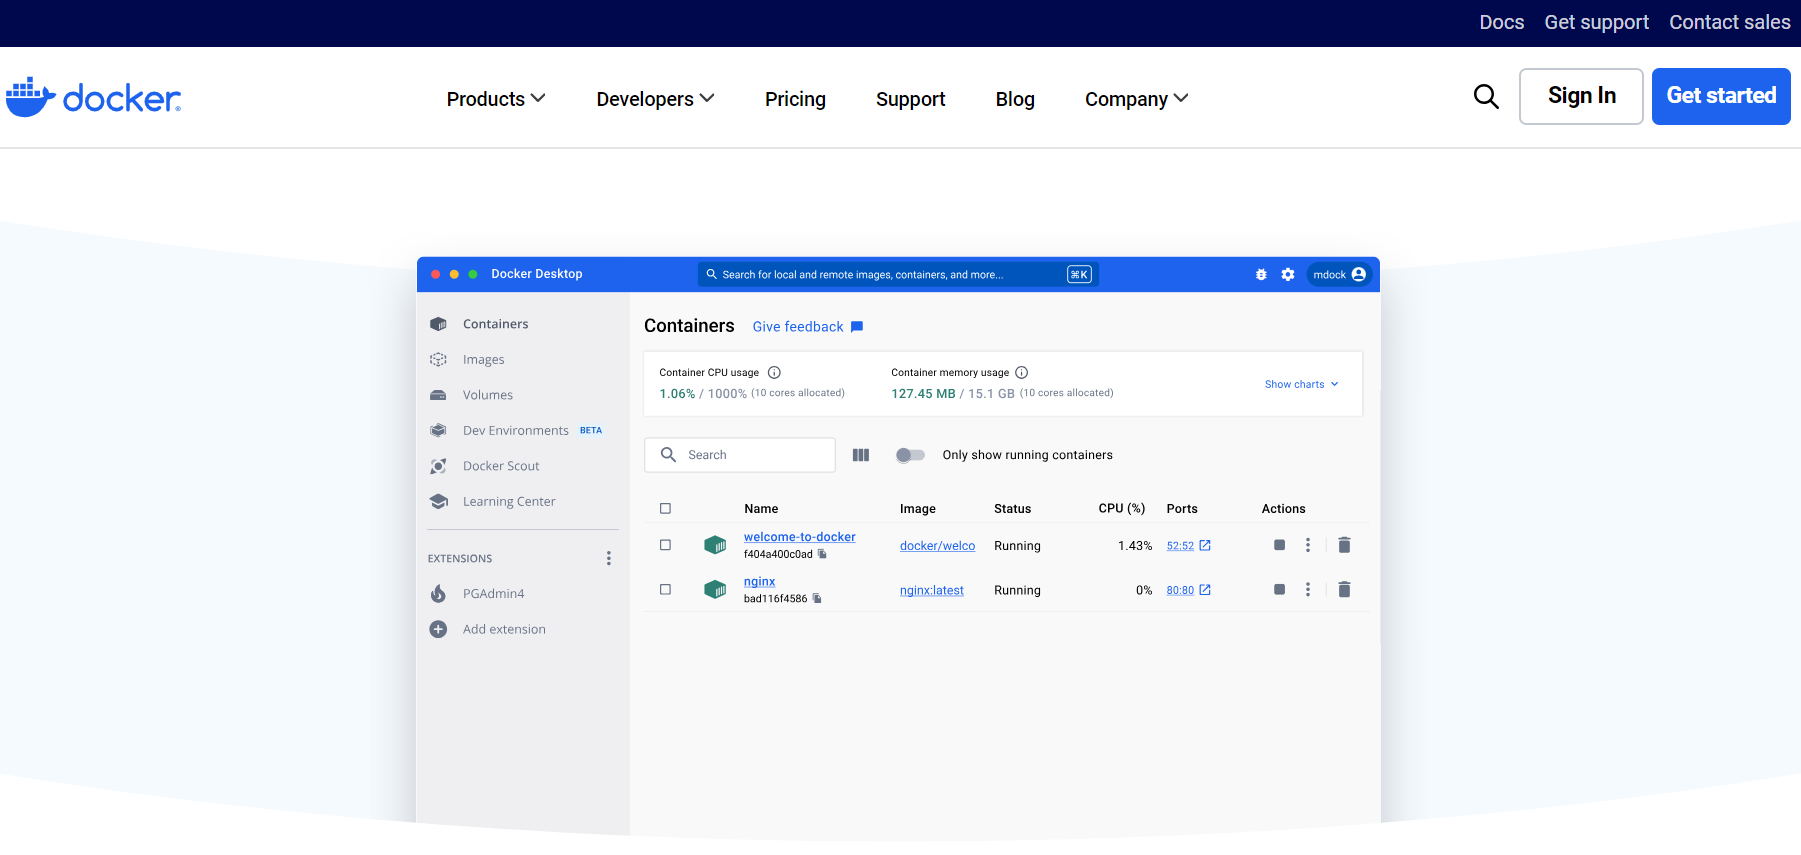 Docs Get support Contact sales
docker
Products Developers Pricing Support Blog Company Sign In Get started
Docker Desktop Search for local and remote images, containers, and more... ⌘K mdock
Containers
Images
Volumes
Dev Environments BETA
Docker Scout
Learning Center
EXTENSIONS
PGAdmin4
Add extension
Containers Give feedback
Container CPU usage Container memory usage
1.06% / 1000% (10 cores allocated) 127.45 MB / 15.1 GB (10 cores allocated) Show charts
Search Only show running containers
Name Image Status CPU (%) Ports Actions
welcome-to-docker docker/welco Running 1.43% 52:52
f404a400c0ad
nginx nginx:latest Running 0% 80:80
bad116f4586